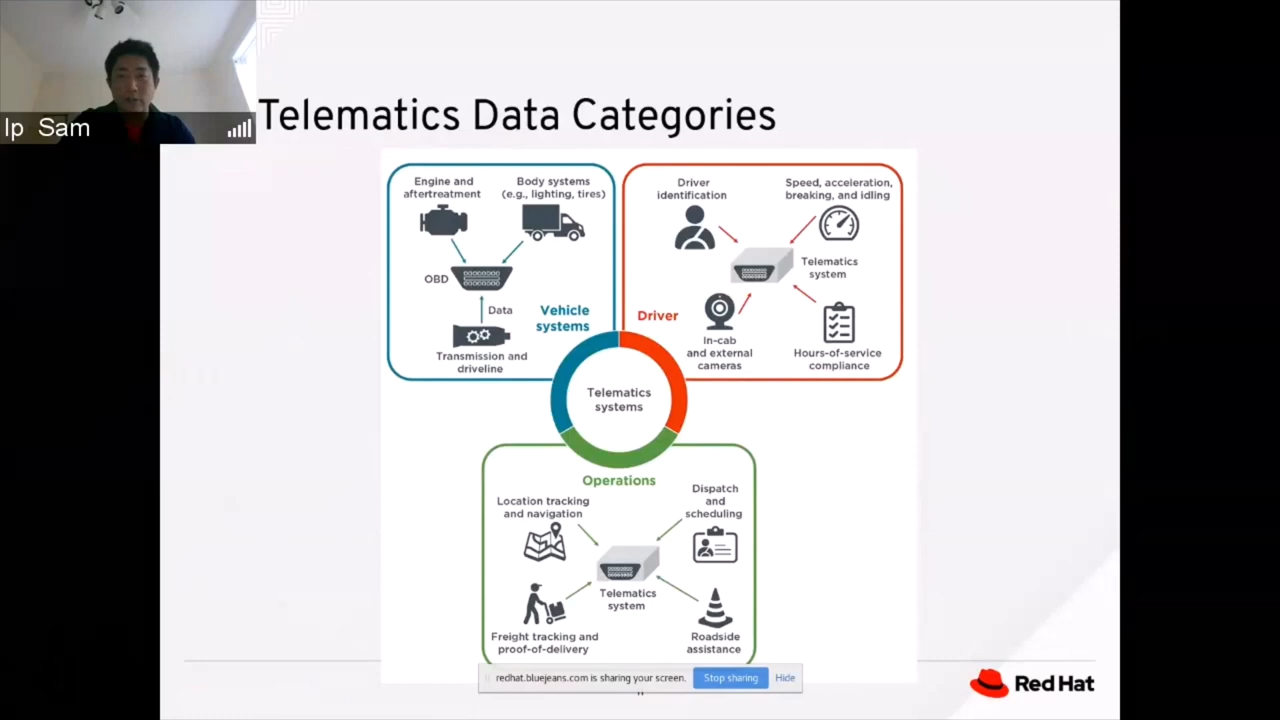 Ip Sam
Telematics Data Categories
Engine and
aftertreatment
Body systems
(e.g., lighting, tires)
OBD
Data
Vehicle
systems
Transmission and
driveline
Driver
identification
Speed, acceleration,
breaking, and idling
Telematics
system
Driver
In-cab
and external
cameras
Hours-of-service
compliance
Telematics
systems
Operations
Location tracking
and navigation
Dispatch
and
scheduling
Telematics
system
Freight tracking and
proof-of-delivery
Roadside
assistance
redhat.bluejeans.com is sharing your screen.
Stop sharing
Hide
Red Hat